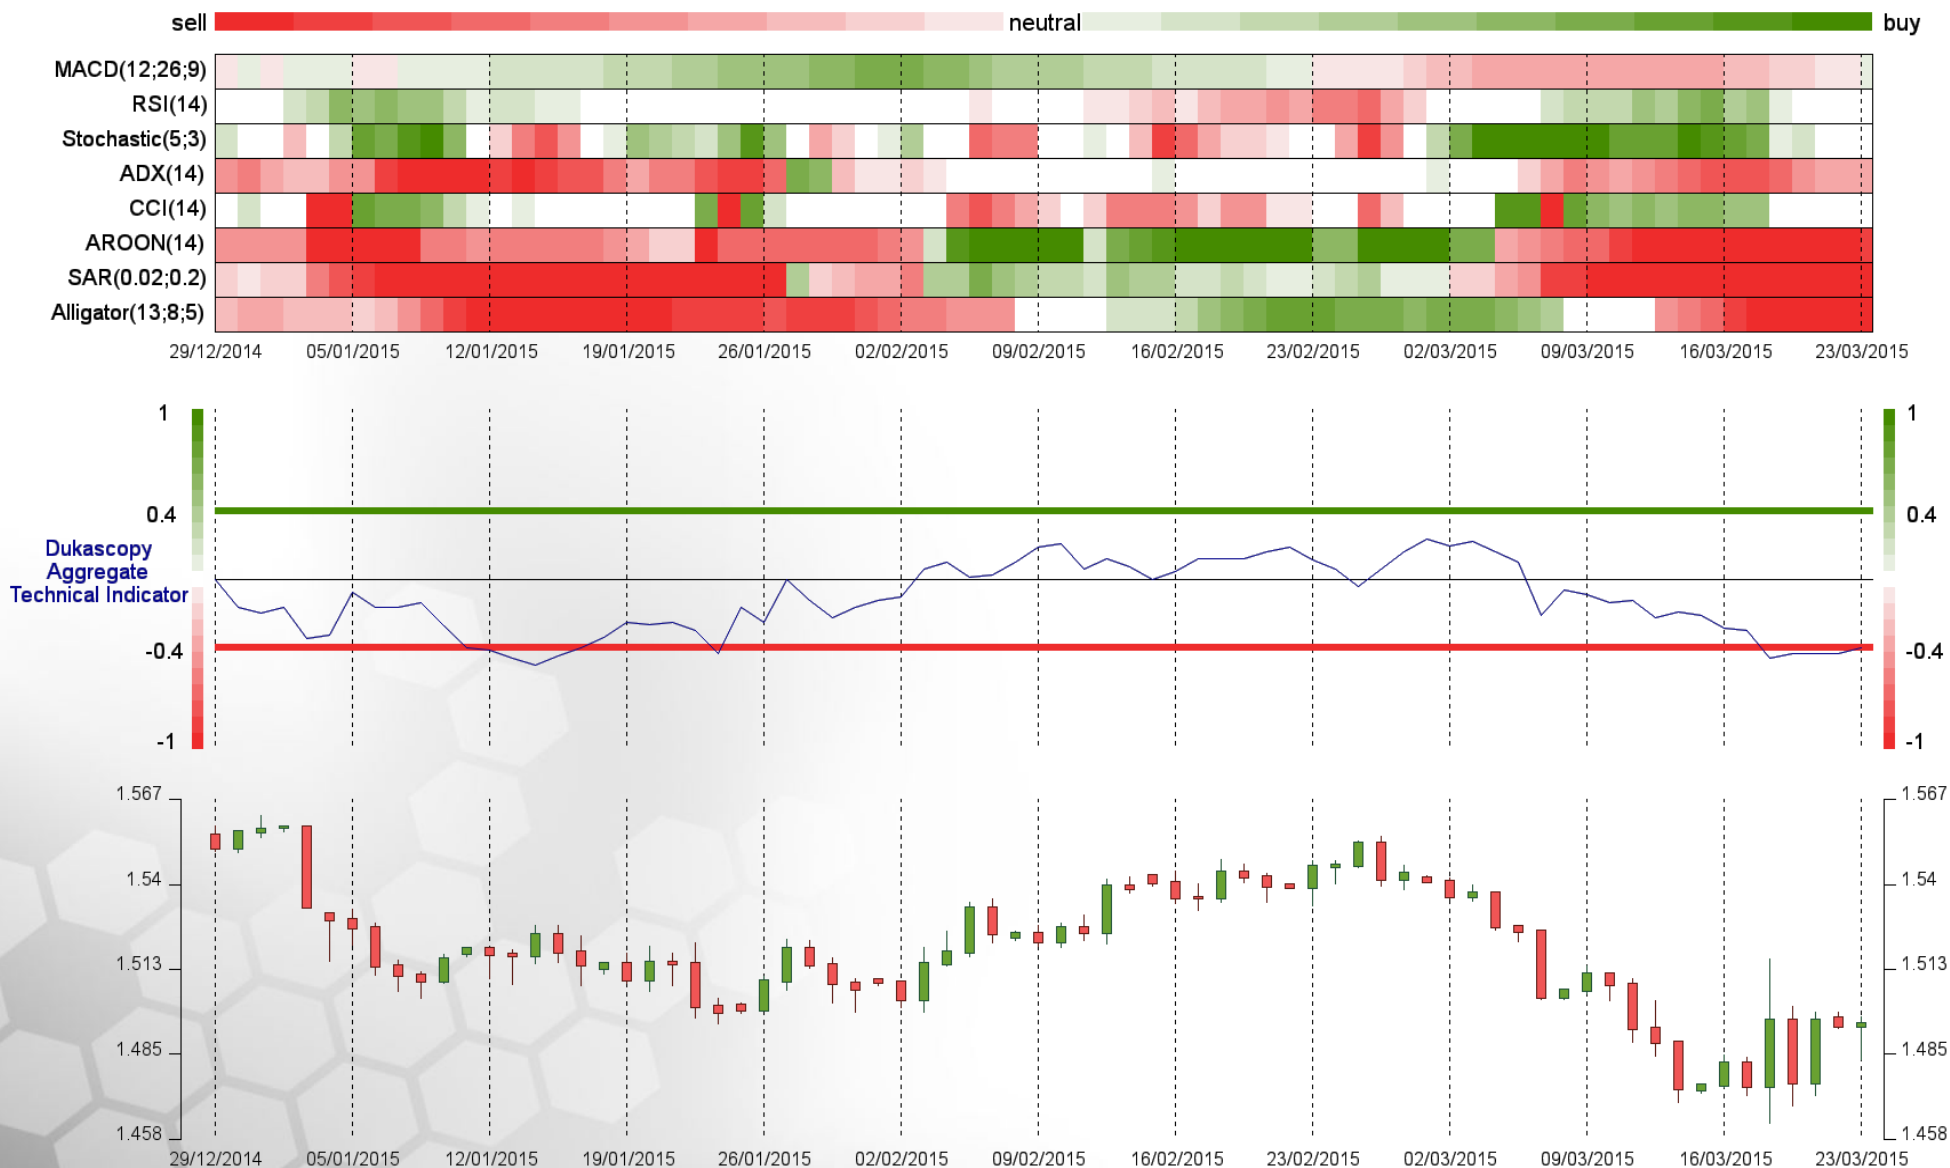 sell neutral buy
MACD(12;26;9)
RSI(14)
Stochastic(5;3)
ADX(14)
CCI(14)
AROON(14)
SAR(0.02;0.2)
Alligator(13;8;5)
29/12/2014 05/01/2015 12/01/2015 19/01/2015 26/01/2015 02/02/2015 09/02/2015 16/02/2015 23/02/2015 02/03/2015 09/03/2015 16/03/2015 23/03/2015
1 1
0.4 0.4
Dukascopy
Aggregate
Technical Indicator
-0.4 -0.4
-1 -1
1.567 1.567
1.54 1.54
1.513 1.513
1.485 1.485
1.458 1.458
29/12/2014 05/01/2015 12/01/2015 19/01/2015 26/01/2015 02/02/2015 09/02/2015 16/02/2015 23/02/2015 02/03/2015 09/03/2015 16/03/2015 23/03/2015